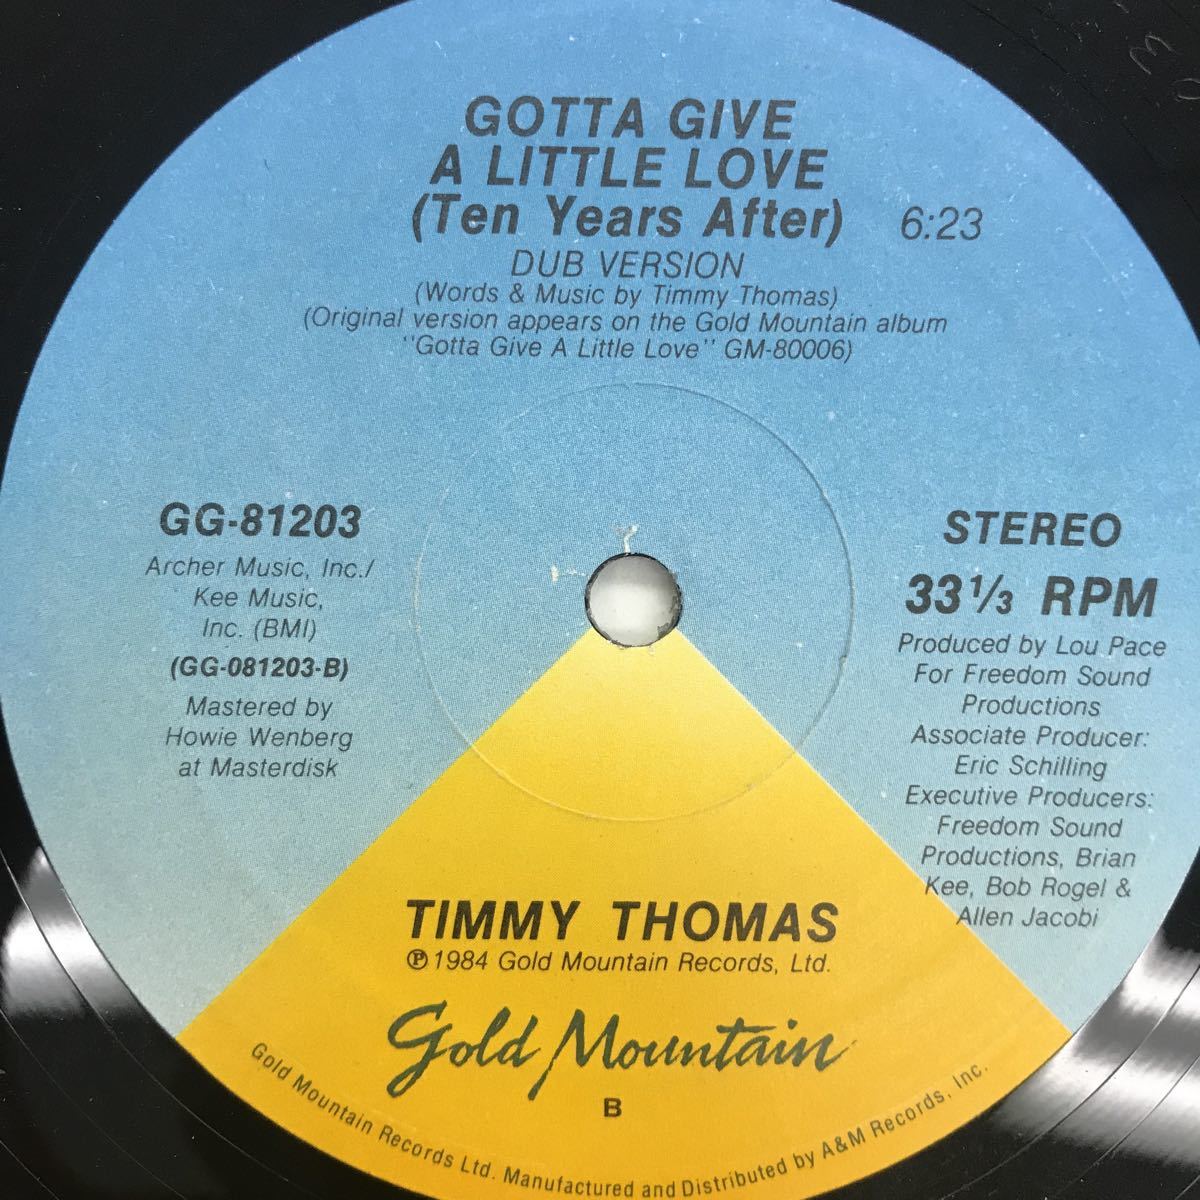 GOTTA GIVE
A LITTLE LOVE
(Ten Years After) 6:23
DUB VERSION
(Words & Music by Timmy Thomas)
(Original version appears on the Gold Mountain album
"Gotta Give A Little Love" GM-80006)
GG-81203
Archer Music, Inc./
Kee Music,
Inc. (BMI)
(GG-081203-B)
Mastered by
Howie Wenberg
at Masterdisk
STEREO
33 1/3 RPM
Produced by Lou Pace
For Freedom Sound
Productions
Associate Producer:
Eric Schilling
Executive Producers:
Freedom Sound
Productions, Brian
Kee, Bob Rogel &
Allen Jacobi
TIMMY THOMAS
℗ 1984 Gold Mountain Records, Ltd.
Gold Mountain
B
Gold Mountain Records Ltd. Manufactured and Distributed by A&M Records, Inc.